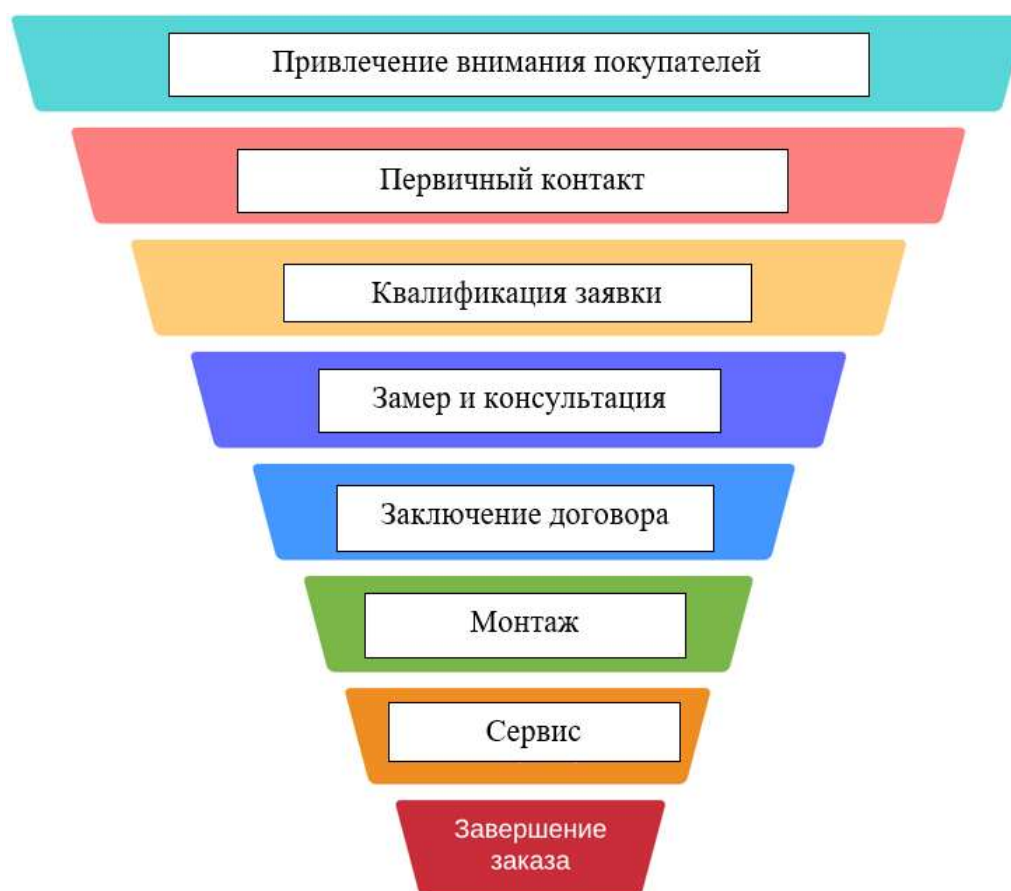 Привлечение внимания покупателей
Первичный контакт
Квалификация заявки
Замер и консультация
Заключение договора
Монтаж
Сервис
Завершение
заказа